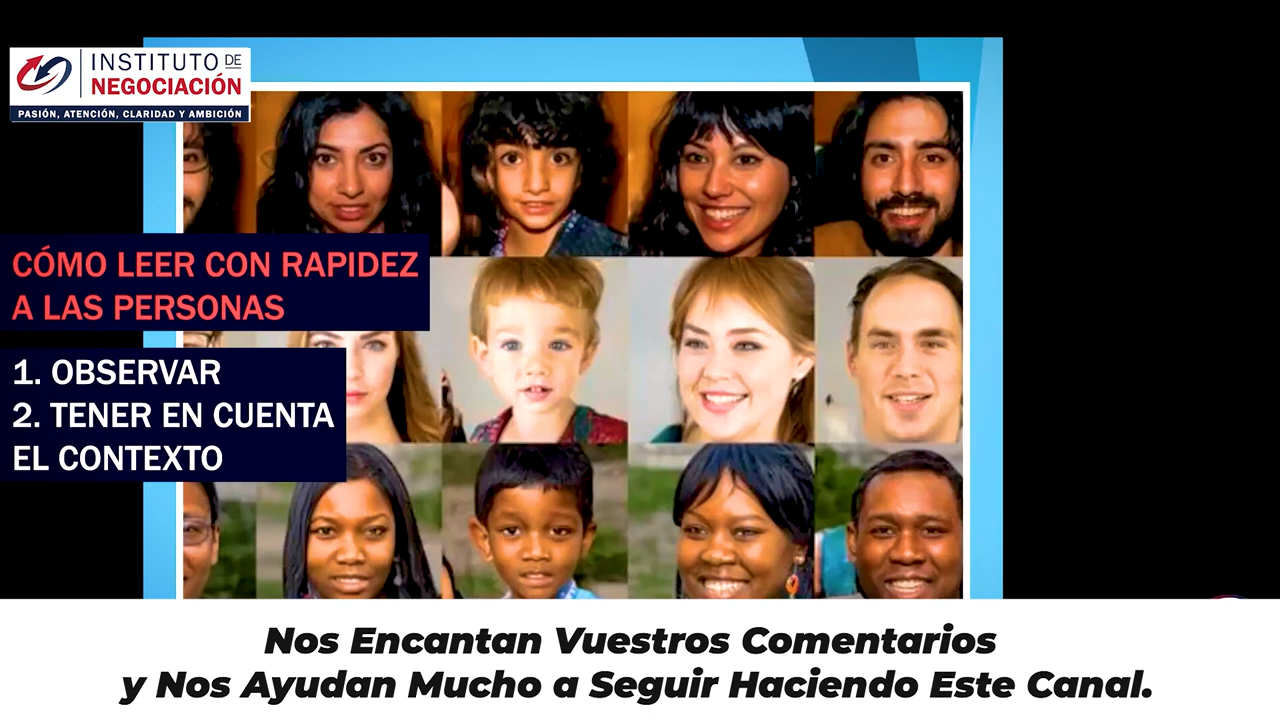 INSTITUTO DE
NEGOCIACIÓN
PASIÓN, ATENCIÓN, CLARIDAD Y AMBICIÓN
CÓMO LEER CON RAPIDEZ
A LAS PERSONAS
1. OBSERVAR
2. TENER EN CUENTA
EL CONTEXTO
Nos Encantan Vuestros Comentarios
y Nos Ayudan Mucho a Seguir Haciendo Este Canal.